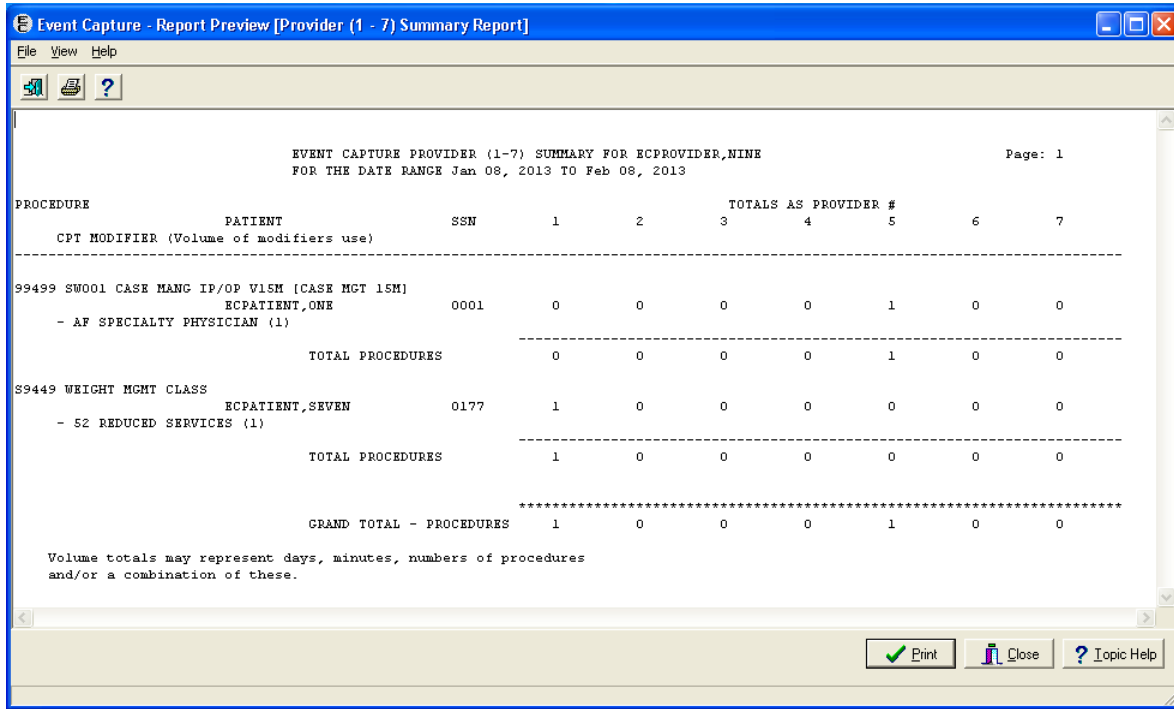 Event Capture - Report Preview [Provider (1 - 7) Summary Report]
File View Help
?
EVENT CAPTURE PROVIDER (1-7) SUMMARY FOR ECPROVIDER,NINE Page: 1
FOR THE DATE RANGE Jan 08, 2013 TO Feb 08, 2013
PROCEDURE TOTALS AS PROVIDER #
PATIENT SSN 1 2 3 4 5 6 7
CPT MODIFIER (Volume of modifiers use)
99499 SW001 CASE MANG IP/OP V15M [CASE MGT 15M]
ECPATIENT,ONE 0001 0 0 0 0 1 0 0
- AF SPECIALTY PHYSICIAN (1)
TOTAL PROCEDURES 0 0 0 0 1 0 0
S9449 WEIGHT MGMT CLASS
ECPATIENT,SEVEN 0177 1 0 0 0 0 0 0
- 52 REDUCED SERVICES (1)
TOTAL PROCEDURES 1 0 0 0 0 0 0
********************************************************************************
GRAND TOTAL - PROCEDURES 1 0 0 0 1 0 0
Volume totals may represent days, minutes, numbers of procedures
and/or a combination of these.
Print Close ? Topic Help